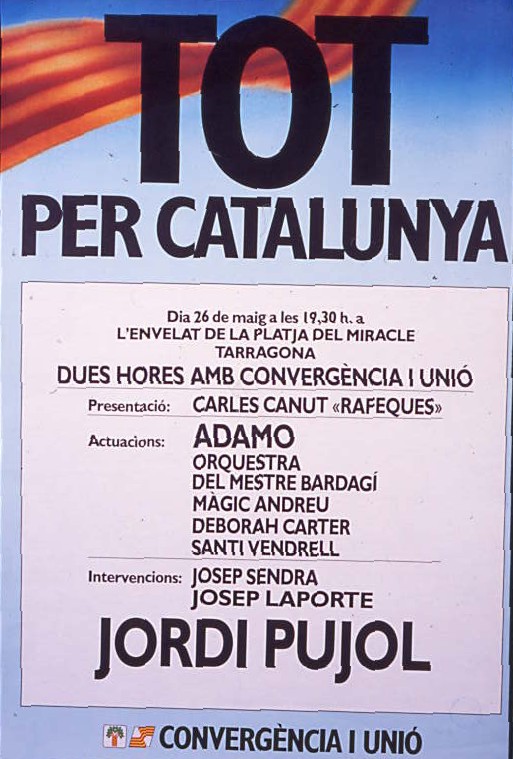 TOT
PER CATALUNYA
Dia 26 de maig a les 19,30 h. a
L'ENVELAT DE LA PLATJA DEL MIRACLE
TARRAGONA
DUES HORES AMB CONVERGÈNCIA I UNIÓ
Presentació: CARLES CANUT «RAFEQUES»
Actuacions: ADAMO
ORQUESTRA
DEL MESTRE BARDAGÍ
MÀGIC ANDREU
DEBORAH CARTER
SANTI VENDRELL
Intervencions: JOSEP SENDRA
JOSEP LAPORTE
JORDI PUJOL
CONVERGÈNCIA I UNIÓ